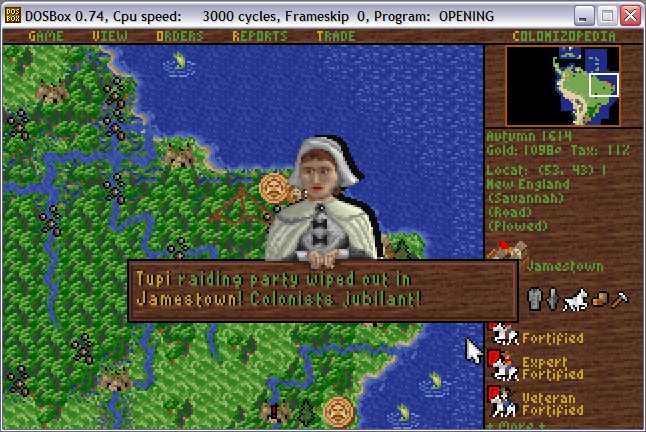 DOSBox 0.74, Cpu speed: 3000 cycles, Frameskip 0, Program: OPENING
GAME VIEW ORDERS REPORTS TRADE COLONIZOPEDIA
Autumn 1614
Gold: 1098 Tax: 11%
Locat: (53, 43) 1
New England
(Savannah)
(Road)
(Plowed)
Jamestown
Tupi raiding party wiped out in
Jamestown! Colonists jubilant!
Fortified
Expert
Fortified
Veteran
Fortified
+ More +